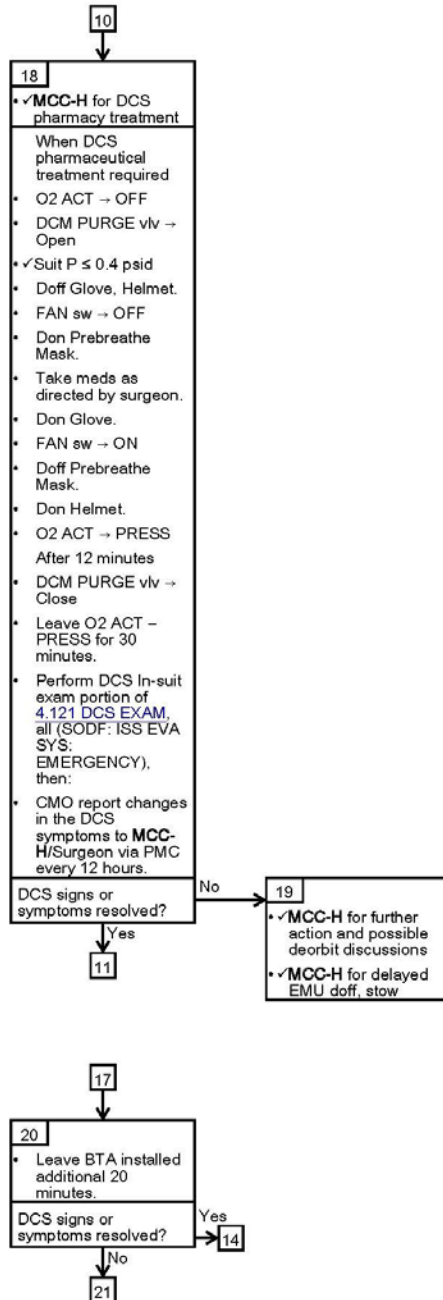 10
18
• ✓MCC-H for DCS
pharmacy treatment
When DCS
pharmaceutical
treatment required
• O2 ACT → OFF
• DCM PURGE vlv →
Open
• ✓Suit P ≤ 0.4 psid
• Doff Glove, Helmet.
• FAN sw → OFF
• Don Prebreathe
Mask.
• Take meds as
directed by surgeon.
• Don Glove.
• FAN sw → ON
• Doff Prebreathe
Mask.
• Don Helmet.
• O2 ACT → PRESS
After 12 minutes
• DCM PURGE vlv →
Close
• Leave O2 ACT –
PRESS for 30
minutes.
• Perform DCS In-suit
exam portion of
4.121 DCS EXAM,
all (SODF: ISS EVA
SYS:
EMERGENCY),
then:
• CMO report changes
in the DCS
symptoms to MCC-
H/Surgeon via PMC
every 12 hours.
DCS signs or
symptoms resolved?
No
Yes
11
19
• ✓MCC-H for further
action and possible
deorbit discussions
• ✓MCC-H for delayed
EMU doff, stow
17
20
• Leave BTA installed
additional 20
minutes.
DCS signs or
symptoms resolved?
Yes
14
No
21